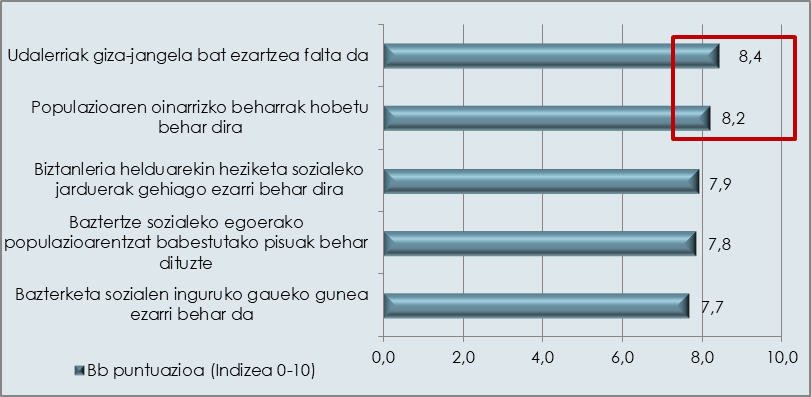 Udalerriak giza-jangela bat ezartzea falta da
8,4
Populazioaren oinarrizko beharrak hobetu
behar dira
8,2
Biztanleria helduarekin heziketa sozialeko
jarduerak gehiago ezarri behar dira
7,9
Baztertze sozialeko egoerako
populazioarentzat babestutako pisuak behar
dituzte
7,8
Bazterketa sozialen inguruko gaueko gunea
ezarri behar da
7,7
0,0 2,0 4,0 6,0 8,0 10,0
Bb puntuazioa (Indizea 0-10)